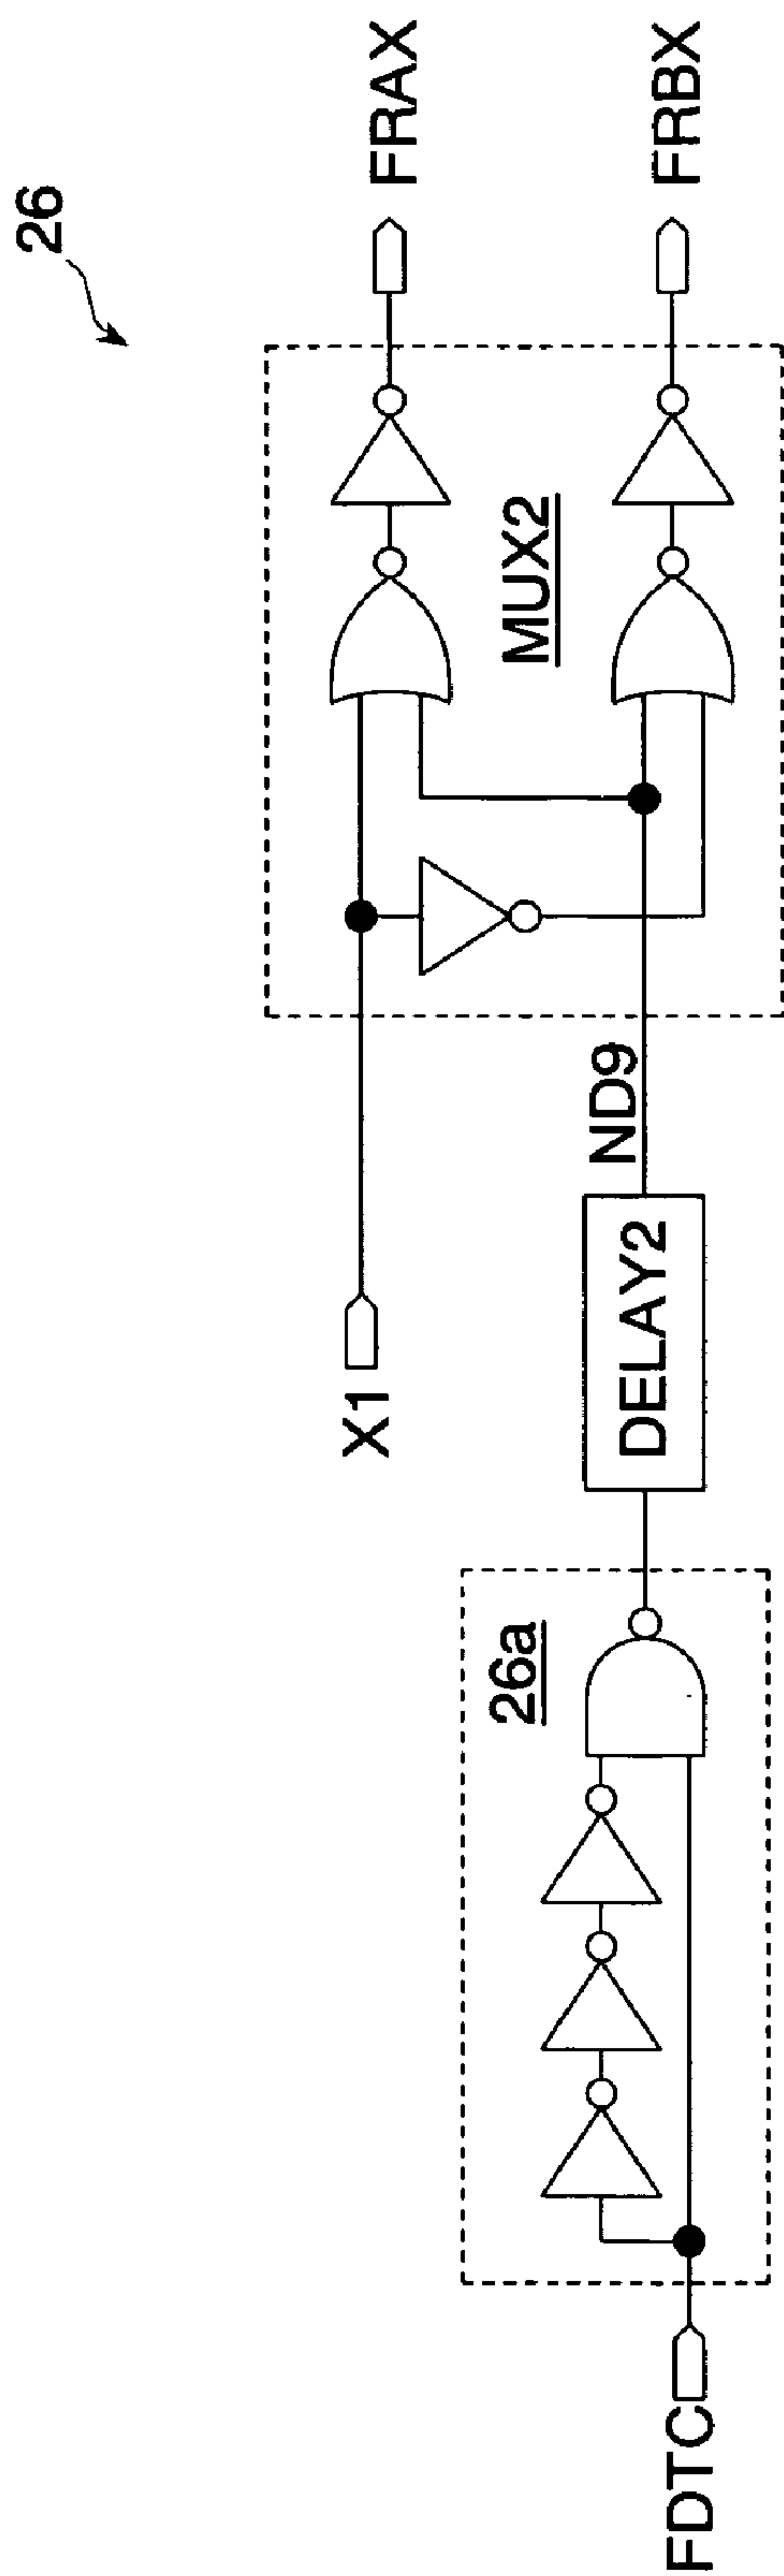 26
FRAX
FRBX
MUX2
X1
ND9
DELAY2
26a
FDTC